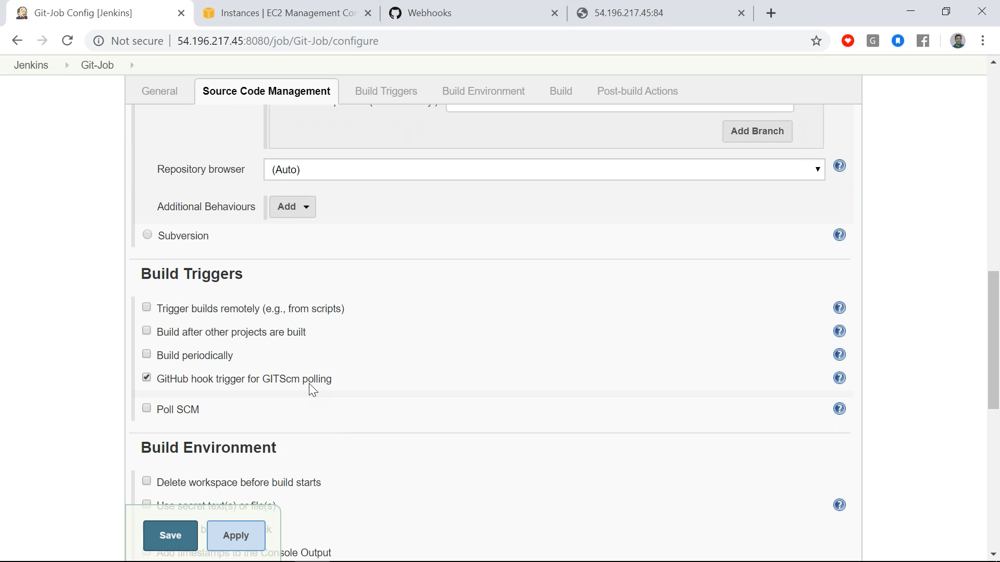 Git-Job Config [Jenkins]
Instances | EC2 Management Cor
Webhooks
54.196.217.45:84
Not secure
54.196.217.45:8080/job/Git-Job/configure
G
Jenkins
Git-Job
General
Source Code Management
Build Triggers
Build Environment
Build
Post-build Actions
Add Branch
Repository browser
(Auto)
Additional Behaviours
Add
Subversion
Build Triggers
Trigger builds remotely (e.g., from scripts)
Build after other projects are built
Build periodically
GitHub hook trigger for GITScm polling
Poll SCM
Build Environment
Delete workspace before build starts
Use secret text(s) or file(s)
Save
Apply
Add timestamps to the Console Output